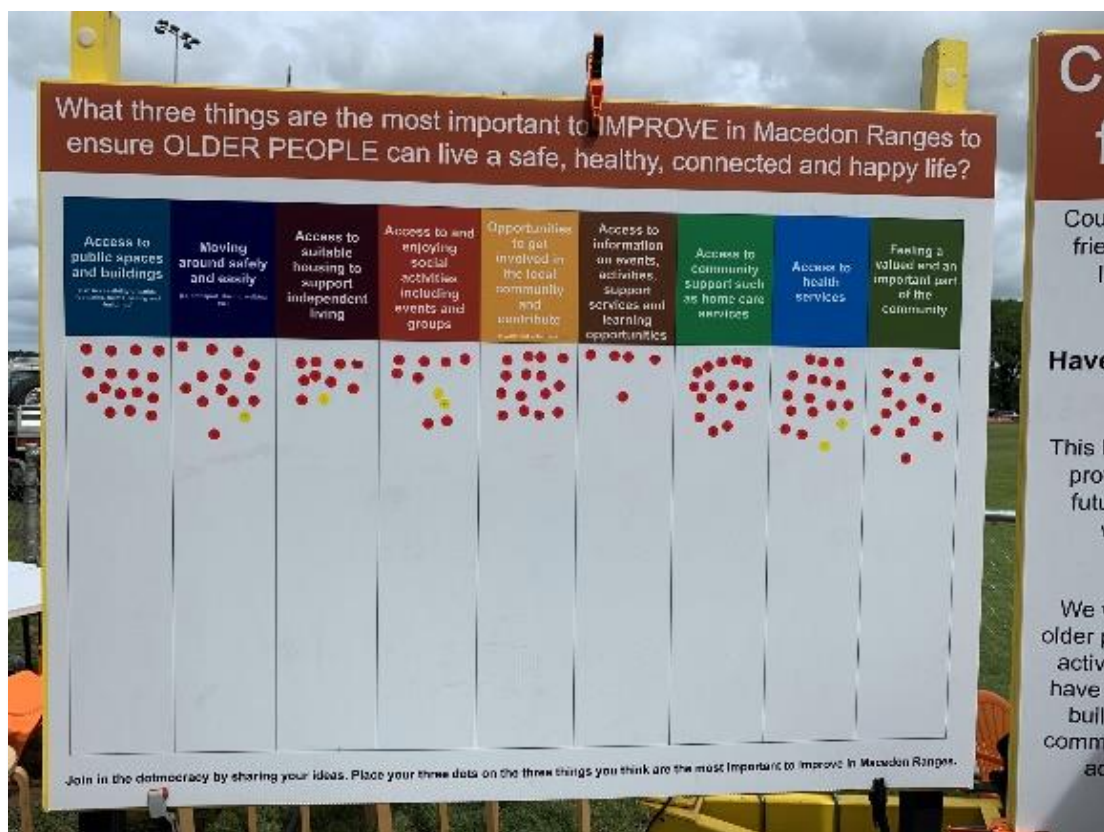 What three things are the most important to IMPROVE in Macedon Ranges to
ensure OLDER PEOPLE can live a safe, healthy, connected and happy life?
Access to
public spaces
and buildings
Moving
around safely
and easily
Access to
suitable
housing to
support
independent
living
Access to and
enjoying
social
activities
including
events and
groups
Opportunities
to get
involved in
the local
community
and
contribute
Access to
information
on events,
activities,
support
services and
learning
opportunities
Access to
community
support such
as home care
services
Access to
health
services
Feeling a
valued and an
important part
of the
community
Join in the dotmocracy by sharing your ideas. Place your three dots on the three things you think are the most important to improve in Macedon Ranges.
C
f
Cou
frie
Have
This
pro
futu
We
older p
activ
have
buil
comm
ac